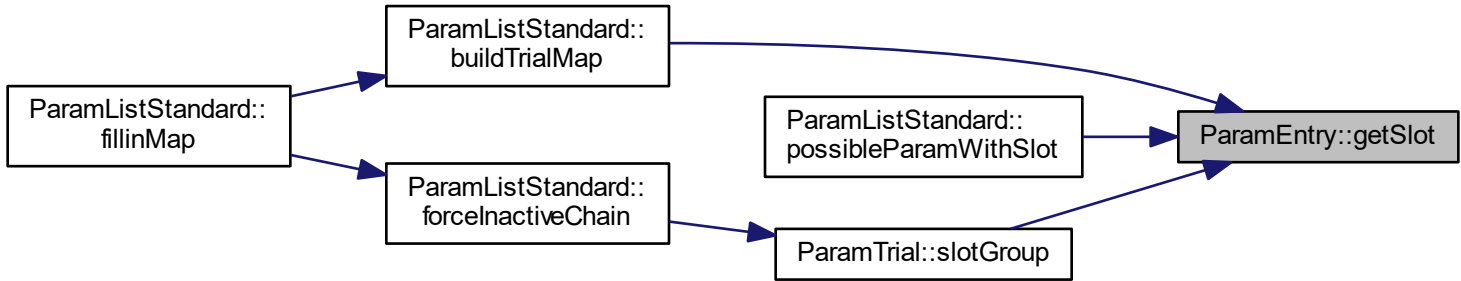 ParamListStandard::
buildTrialMap
ParamListStandard::
fillinMap
ParamListStandard::
possibleParamWithSlot
ParamEntry::getSlot
ParamListStandard::
forceInactiveChain
ParamTrial::slotGroup